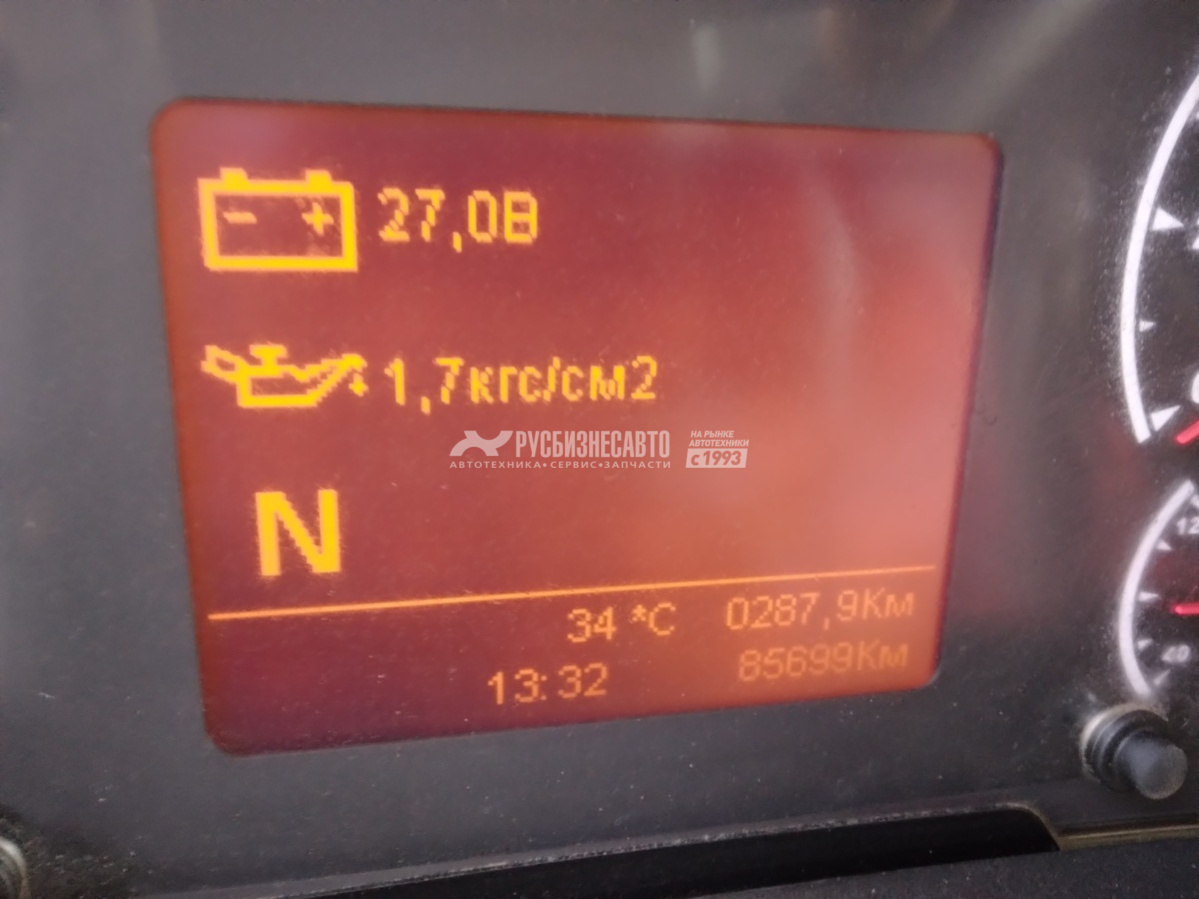 - +
27,0В
1,7кгс/см2
РУСБИЗНЕСАВТО
АВТОТЕХНИКА•СЕРВИС•ЗАПЧАСТИ
НА РЫНКЕ
АВТОТЕХНИКИ
с 1993
N
34 *C
0287,9Км
13:32
85699Км
40